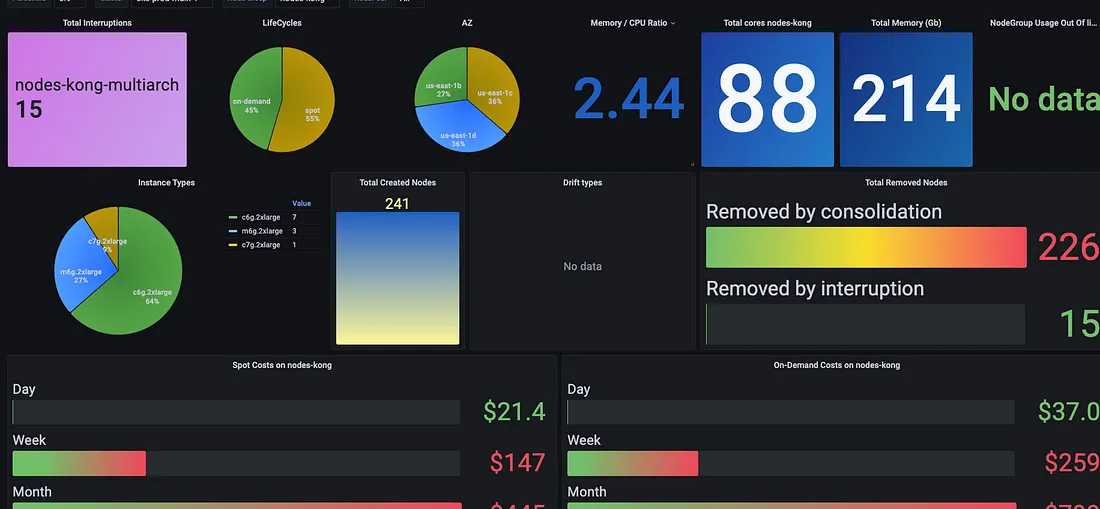 Total Interruptions
LifeCycles
AZ
Memory / CPU Ratio
Total cores nodes-kong
Total Memory (Gb)
NodeGroup Usage Out Of li...
nodes-kong-multiarch
15
on-demand
45%
spot
55%
us-east-1b
27%
us-east-1c
36%
us-east-1d
36%
2.44
88
214
No data
Instance Types
Total Created Nodes
Drift types
Total Removed Nodes
c7g.2xlarge
9%
m6g.2xlarge
27%
c6g.2xlarge
64%
Value
c6g.2xlarge 7
m6g.2xlarge 3
c7g.2xlarge 1
241
No data
Removed by consolidation
226
Removed by interruption
15
Spot Costs on nodes-kong
Day
$21.4
Week
$147
Month
On-Demand Costs on nodes-kong
Day
$37.0
Week
$259
Month